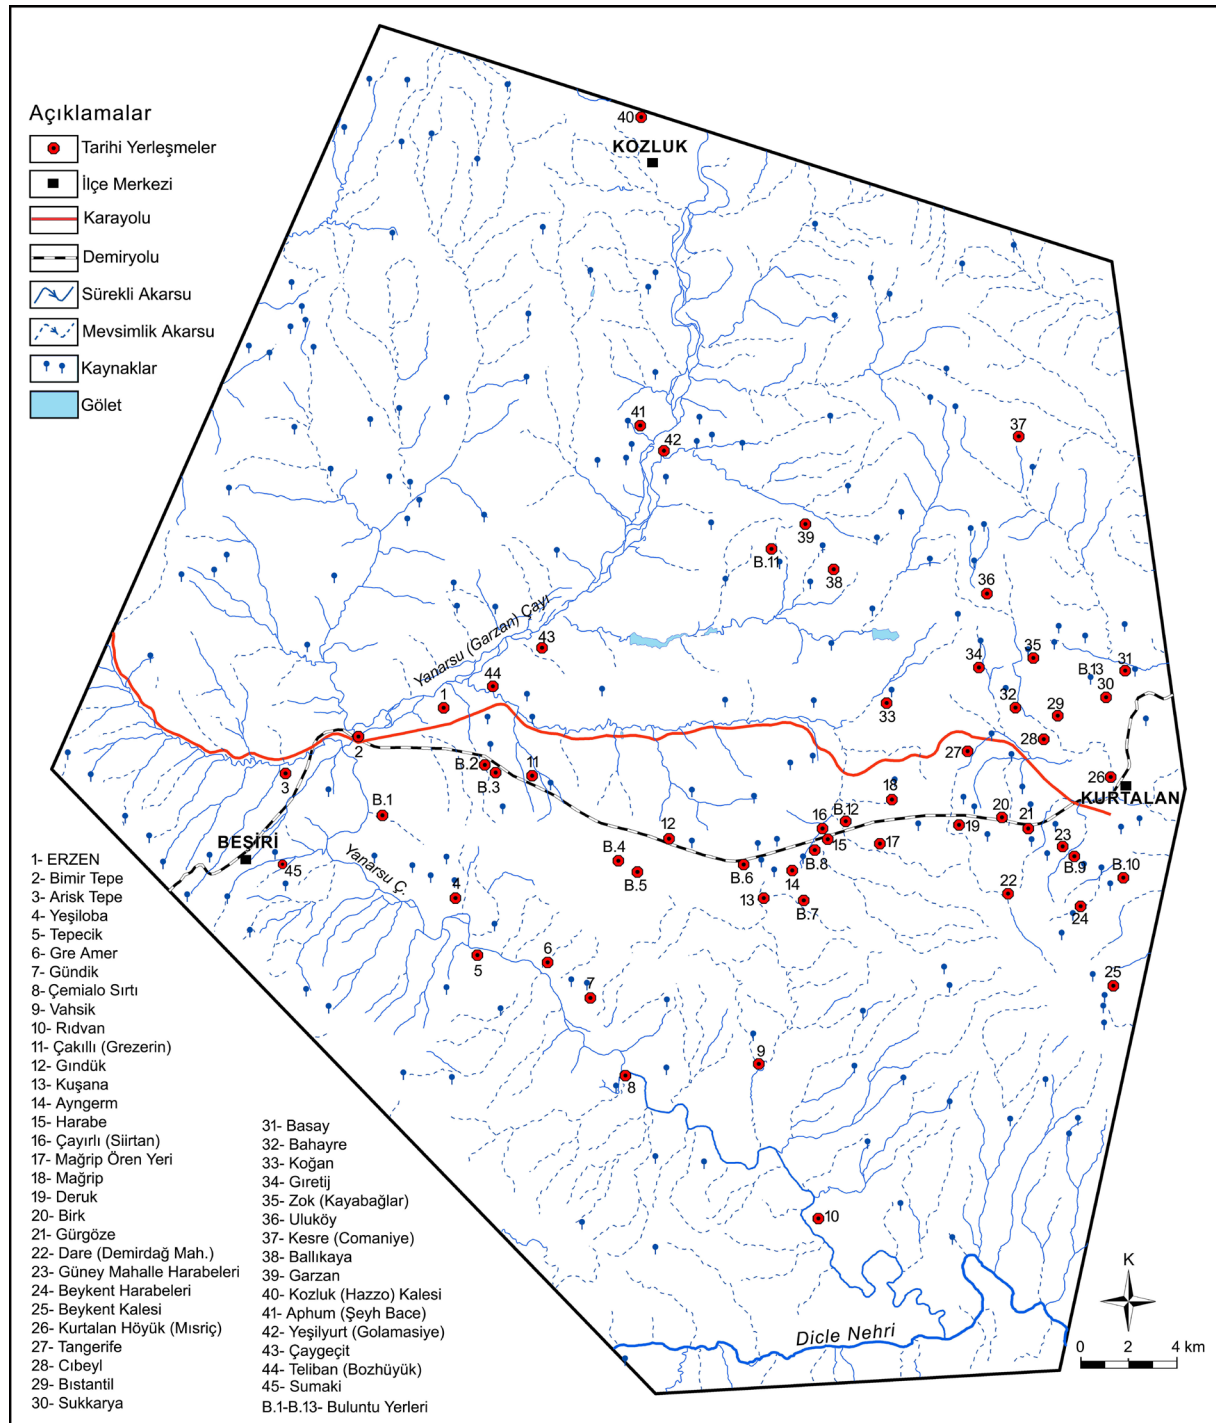 Açıklamalar
Tarihi Yerleşmeler
İlçe Merkezi
Karayolu
Demiryolu
Sürekli Akarsu
Mevsimlik Akarsu
Kaynaklar
Gölet
40
KOZLUK
41
42
37
39
B.11
38
36
Yanarsu (Garzan) Çayı
43
44
1
34
35
31
B.13
30
32
29
33
28
2
27
3
B.2
B.3
11
26
KURTALAN
18
B.1
16
B.12
20
21
19
12
15
17
23
BEŞİRİ
45
Yanarsu Ç.
B.4
B.5
B.6
B.8
14
B.9
B.10
4
13
B.7
22
24
5
6
7
25
9
8
10
Dicle Nehri
K
0 2 4 km
1- ERZEN
2- Bimir Tepe
3- Arisk Tepe
4- Yeşiloba
5- Tepecik
6- Gre Amer
7- Gündik
8- Çemialo Sırtı
9- Vahsik
10- Rıdvan
11- Çakıllı (Grezerin)
12- Gındük
13- Kuşana
14- Ayngerm
15- Harabe
16- Çayırlı (Siirtan)
17- Mağrip Ören Yeri
18- Mağrip
19- Deruk
20- Birk
21- Gürgöze
22- Dare (Demirdağ Mah.)
23- Güney Mahalle Harabeleri
24- Beykent Harabeleri
25- Beykent Kalesi
26- Kurtalan Höyük (Mısriç)
27- Tangerife
28- Cıbeyl
29- Bıstantil
30- Sukkarya
31- Basay
32- Bahayre
33- Koğan
34- Gıretij
35- Zok (Kayabağlar)
36- Uluköy
37- Kesre (Comaniye)
38- Ballıkaya
39- Garzan
40- Kozluk (Hazzo) Kalesi
41- Aphum (Şeyh Bace)
42- Yeşilyurt (Golamasiye)
43- Çaygeçit
44- Teliban (Bozhüyük)
45- Sumaki
B.1-B.13- Buluntu Yerleri